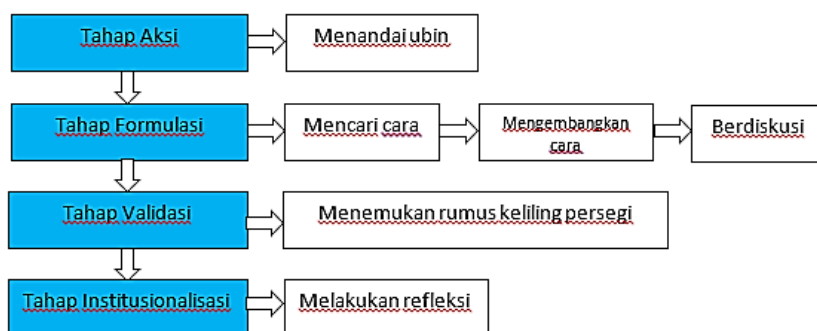 Tahap Aksi
Menandai ubin
Tahap Formulasi
Mencari cara
Mengembangkan
cara
Berdiskusi
Tahap Validasi
Menemukan rumus keliling persegi
Tahap Institusionalisasi
Melakukan refleksi